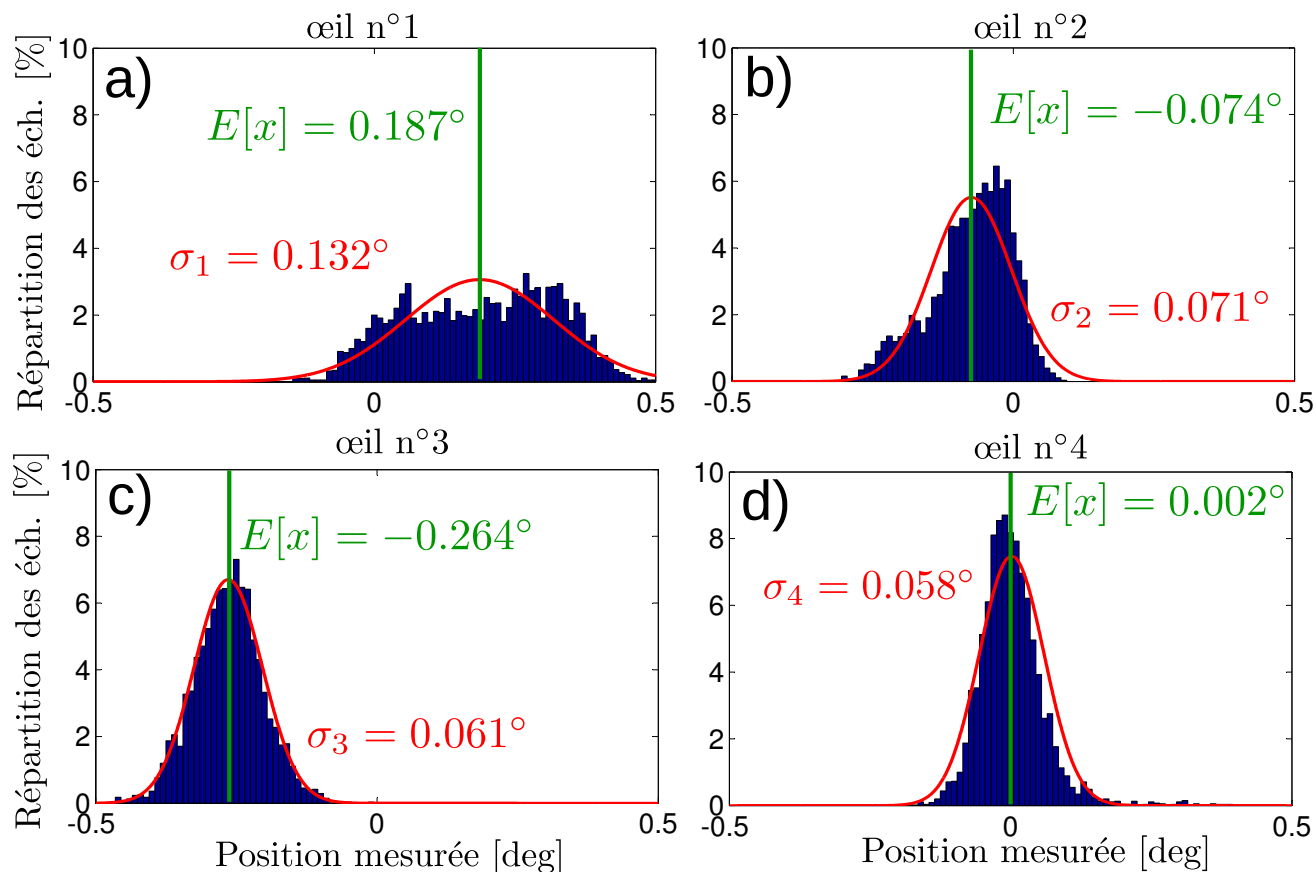 œil n°1
a)
E[x] = 0.187°
σ1 = 0.132°
Répartition des éch. [%]
10
8
6
4
2
0
-0.5
0
0.5
œil n°2
b)
E[x] = −0.074°
σ2 = 0.071°
10
8
6
4
2
0
-0.5
0
0.5
œil n°3
c)
E[x] = −0.264°
σ3 = 0.061°
Répartition des éch. [%]
10
8
6
4
2
0
-0.5
0
0.5
Position mesurée [deg]
œil n°4
d)
E[x] = 0.002°
σ4 = 0.058°
10
8
6
4
2
0
-0.5
0
0.5
Position mesurée [deg]